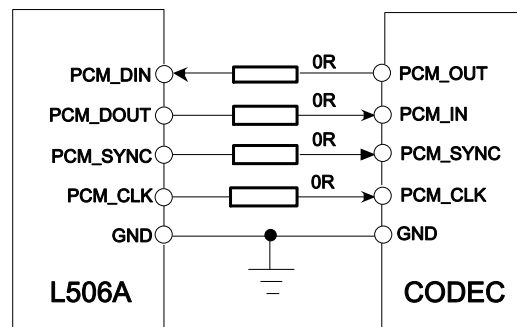 0R
PCM_DIN PCM_OUT
0R
PCM_DOUT PCM_IN
0R
PCM_SYNC PCM_SYNC
PCM_CLK PCM_CLK
0R
GND GND
L506A CODEC